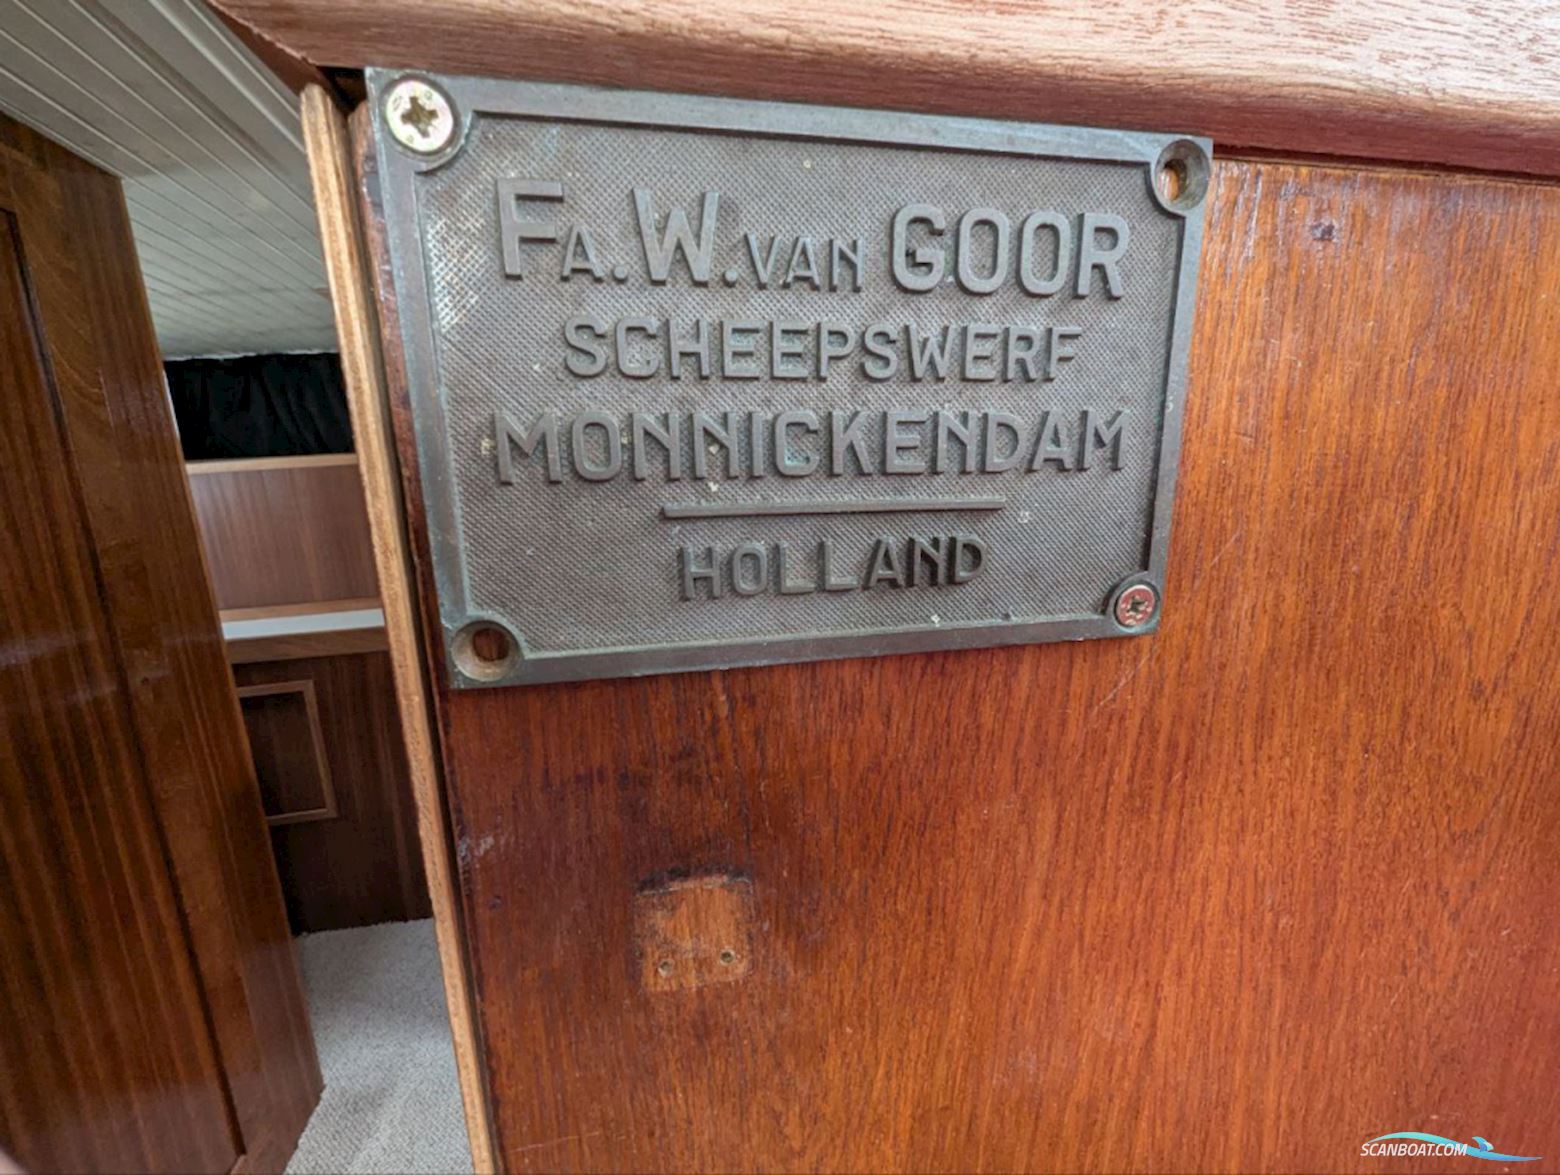 FA. W. VAN GOOR
SCHEEPSWERF
MONNICKENDAM
HOLLAND
SCANBOAT.COM